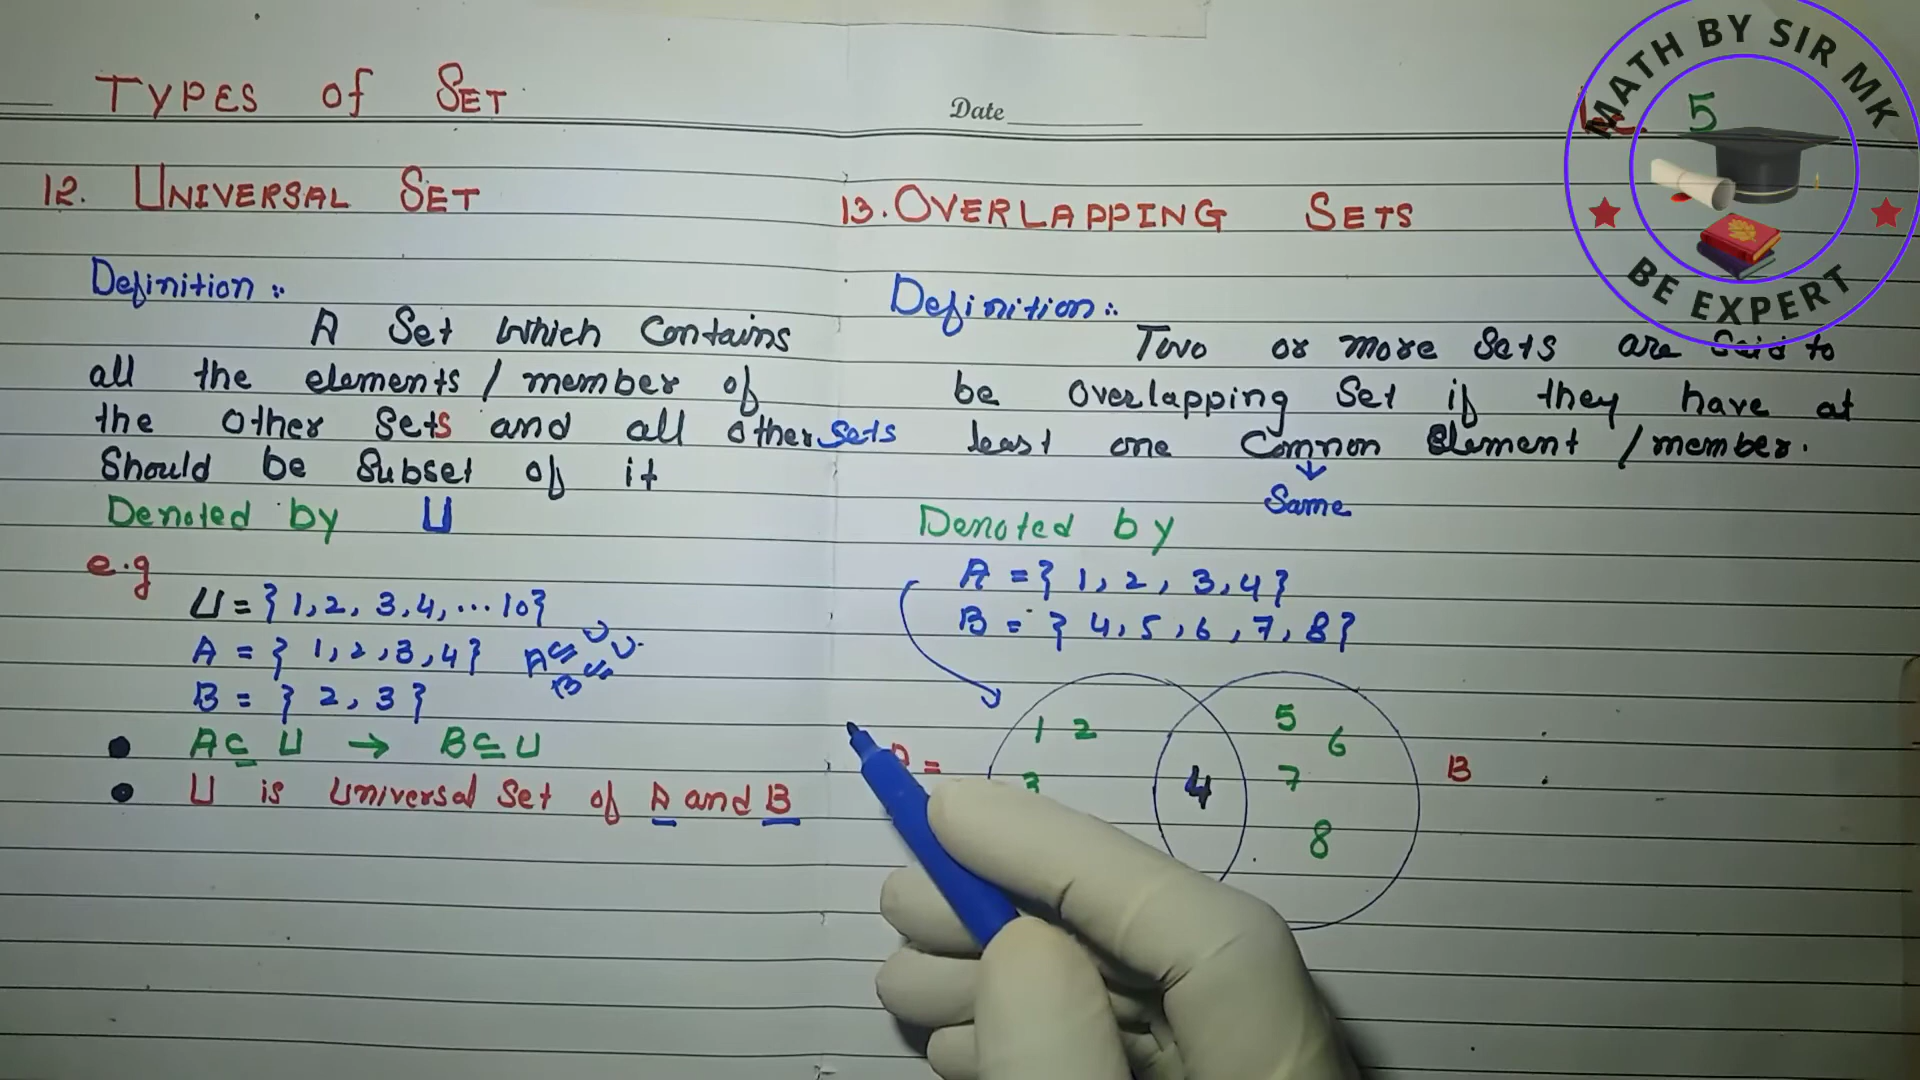 TYPES of SET
Date
5
MATH BY SIR MK
BE EXPERT
12. UNIVERSAL SET
Definition :
A Set Which Contains
all the elements / member of
the other sets and all other sets
Should be Subset of it
Denoted by U
e.g
U = { 1, 2, 3, 4, ... 10}
A = { 1, 2, 3, 4 } A ⊆ U
B = { 2, 3 } B ⊆ U
• A ⊆ U → B ⊆ U
• U is Universal Set of A and B
13. OVERLAPPING SETS
Definition :
Two or more Sets are Said to
be Overlapping Set if they have at
least one Common Element / member.
Same
Denoted by
A = { 1, 2, 3, 4 }
B = { 4, 5, 6, 7, 8 }
1 2
3
4
5
6
7
8
B